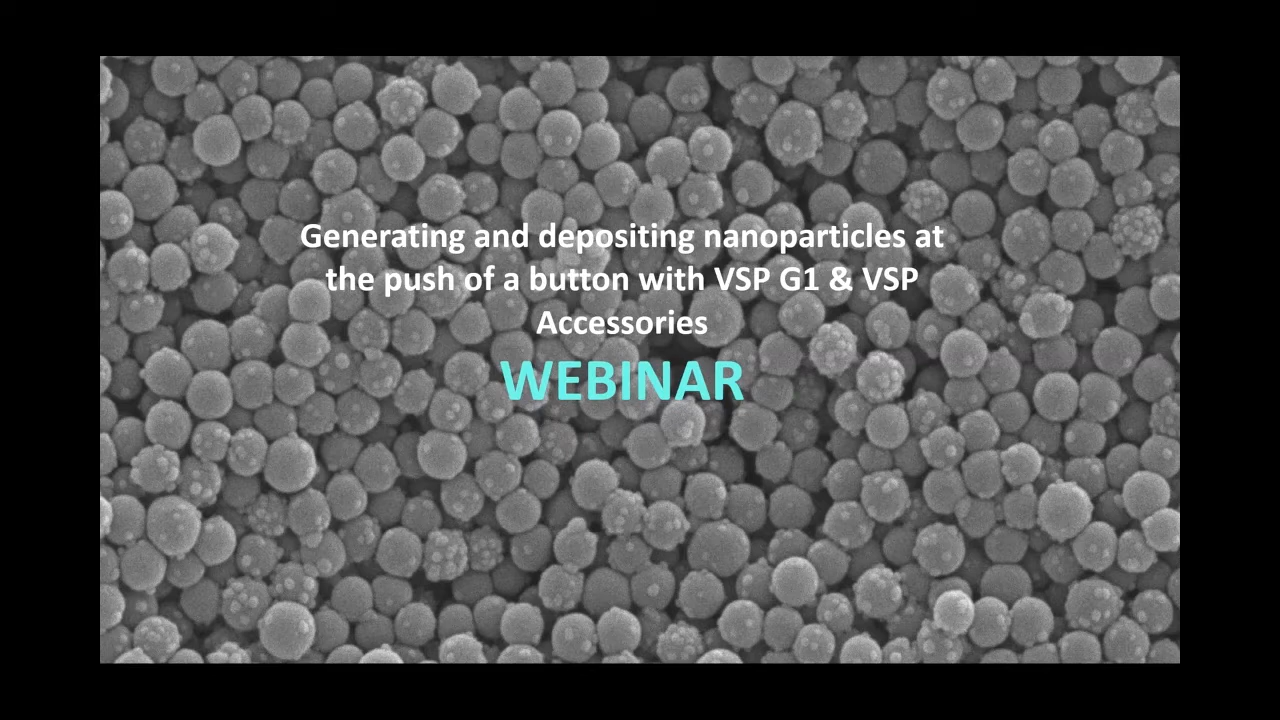 Generating and depositing nanoparticles at
the push of a button with VSP G1 & VSP
Accessories
WEBINAR